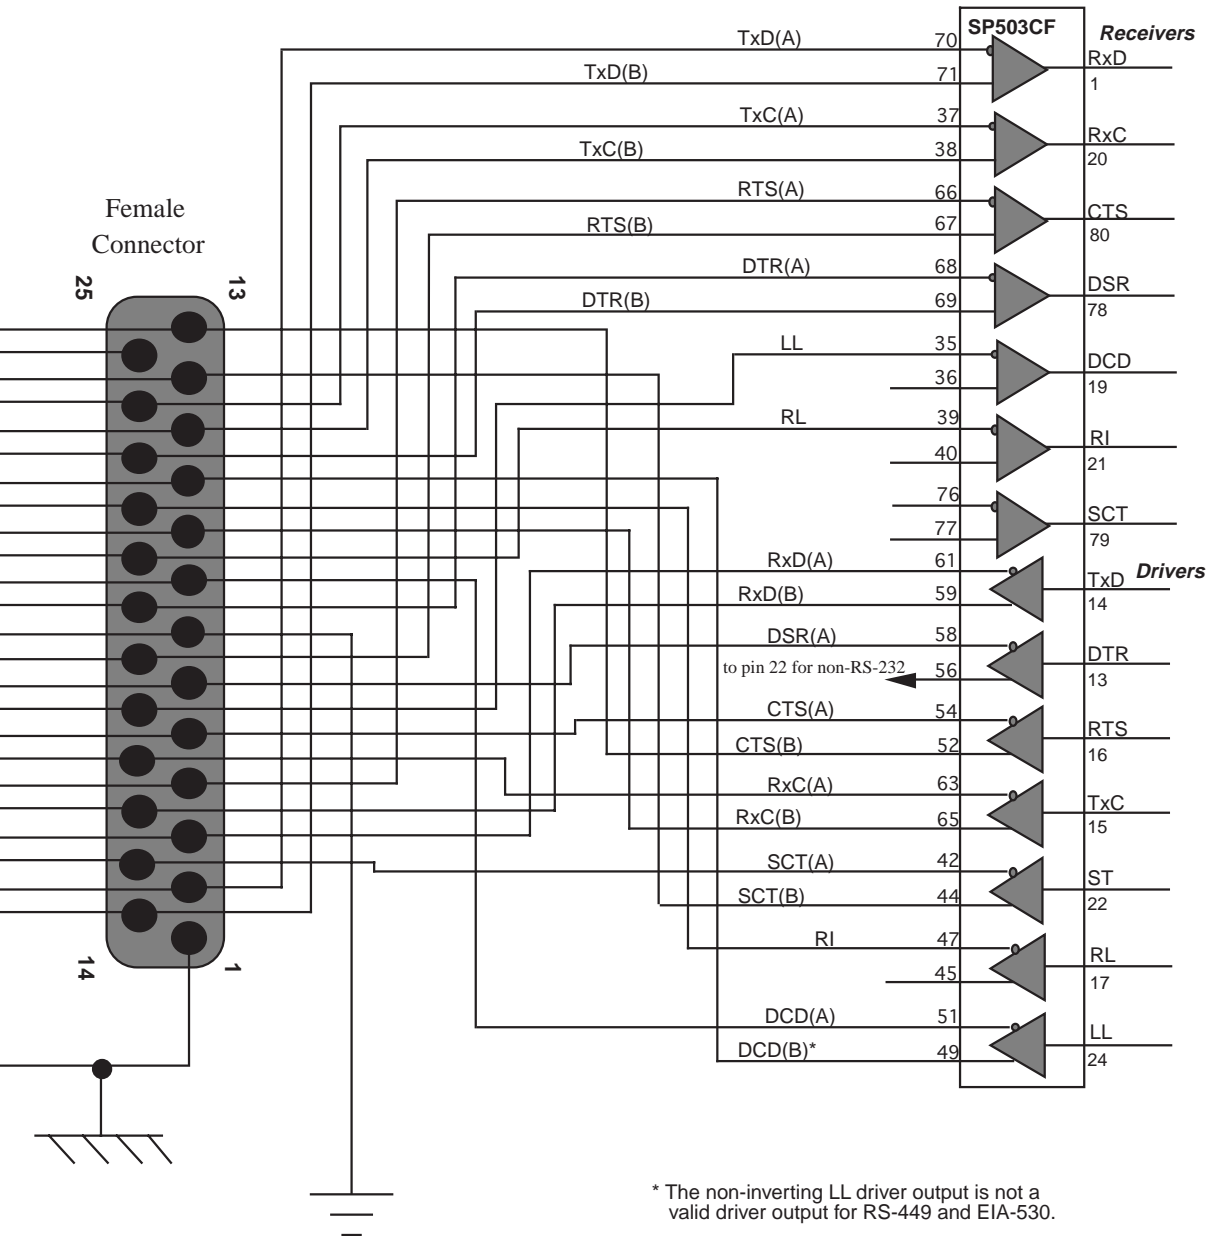 SP503CF
Receivers
TxD(A) 70 RxD
TxD(B) 71 1
TxC(A) 37 RxC
TxC(B) 38 20
RTS(A) 66 CTS
RTS(B) 67 80
DTR(A) 68 DSR
DTR(B) 69 78
LL 35 DCD
36 19
RL 39 RI
40 21
76 SCT
77 79
Female
Connector
25 13
Drivers
RxD(A) 61 TxD
RxD(B) 59 14
DSR(A) 58 DTR
to pin 22 for non-RS-232 56 13
CTS(A) 54 RTS
CTS(B) 52 16
RxC(A) 63 TxC
RxC(B) 65 15
SCT(A) 42 ST
SCT(B) 44 22
RI 47 RL
45 17
DCD(A) 51 LL
DCD(B)* 49 24
14 1
* The non-inverting LL driver output is not a
valid driver output for RS-449 and EIA-530.